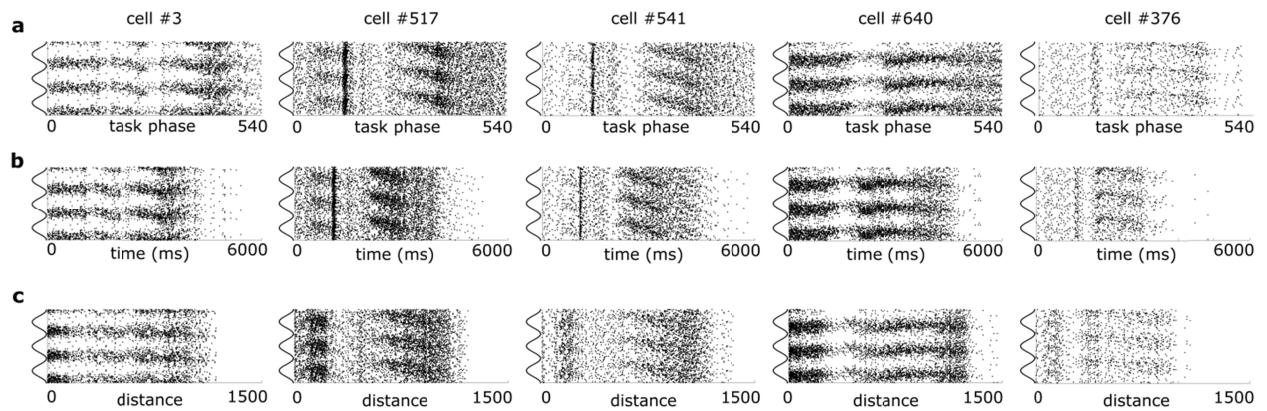 cell #3 cell #517 cell #541 cell #640 cell #376
a
0 task phase 540 0 task phase 540 0 task phase 540 0 task phase 540 0 task phase 540
b
0 time (ms) 6000 0 time (ms) 6000 0 time (ms) 6000 0 time (ms) 6000 0 time (ms) 6000
c
0 distance 1500 0 distance 1500 0 distance 1500 0 distance 1500 0 distance 1500